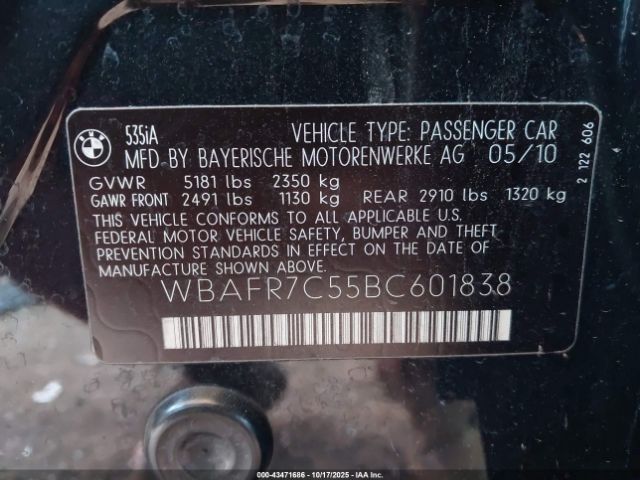 BMW
535iA VEHICLE TYPE: PASSENGER CAR
MFD. BY BAYERISCHE MOTORENWERKE AG 05/10
GVWR 5181 lbs 2350 kg
GAWR FRONT 2491 lbs 1130 kg REAR 2910 lbs 1320 kg
THIS VEHICLE CONFORMS TO ALL APPLICABLE U.S.
FEDERAL MOTOR VEHICLE SAFETY, BUMPER AND THEFT
PREVENTION STANDARDS IN EFFECT ON THE DATE OF
MANUFACTURE SHOWN ABOVE.
WBAFR7C55BC601838
2 122 606
000-43471686 - 10/17/2025 - IAA Inc.